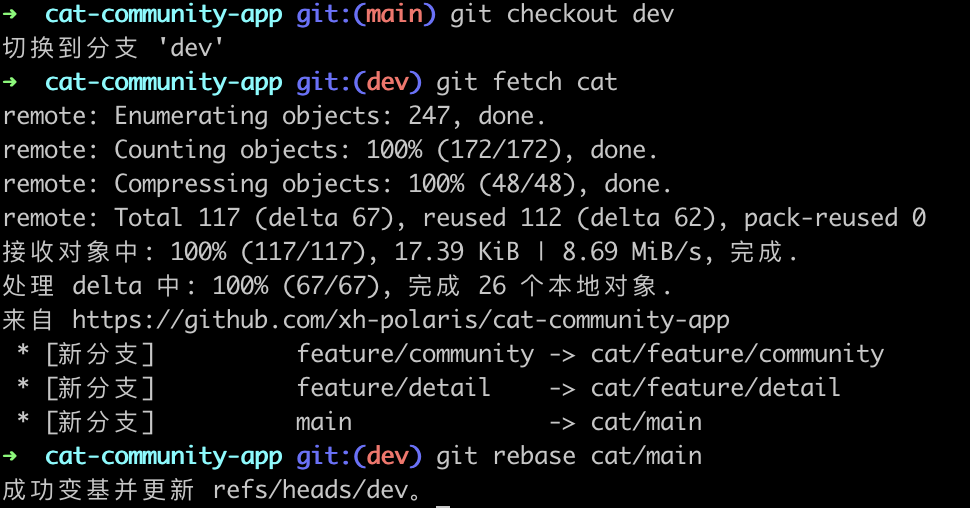 ➜ cat-community-app git:(main) git checkout dev
切换到分支 'dev'
➜ cat-community-app git:(dev) git fetch cat
remote: Enumerating objects: 247, done.
remote: Counting objects: 100% (172/172), done.
remote: Compressing objects: 100% (48/48), done.
remote: Total 117 (delta 67), reused 112 (delta 62), pack-reused 0
接收对象中: 100% (117/117), 17.39 KiB | 8.69 MiB/s, 完成.
处理 delta 中: 100% (67/67), 完成 26 个本地对象.
来自 https://github.com/xh-polaris/cat-community-app
* [新分支] feature/community -> cat/feature/community
* [新分支] feature/detail -> cat/feature/detail
* [新分支] main -> cat/main
➜ cat-community-app git:(dev) git rebase cat/main
成功变基并更新 refs/heads/dev。